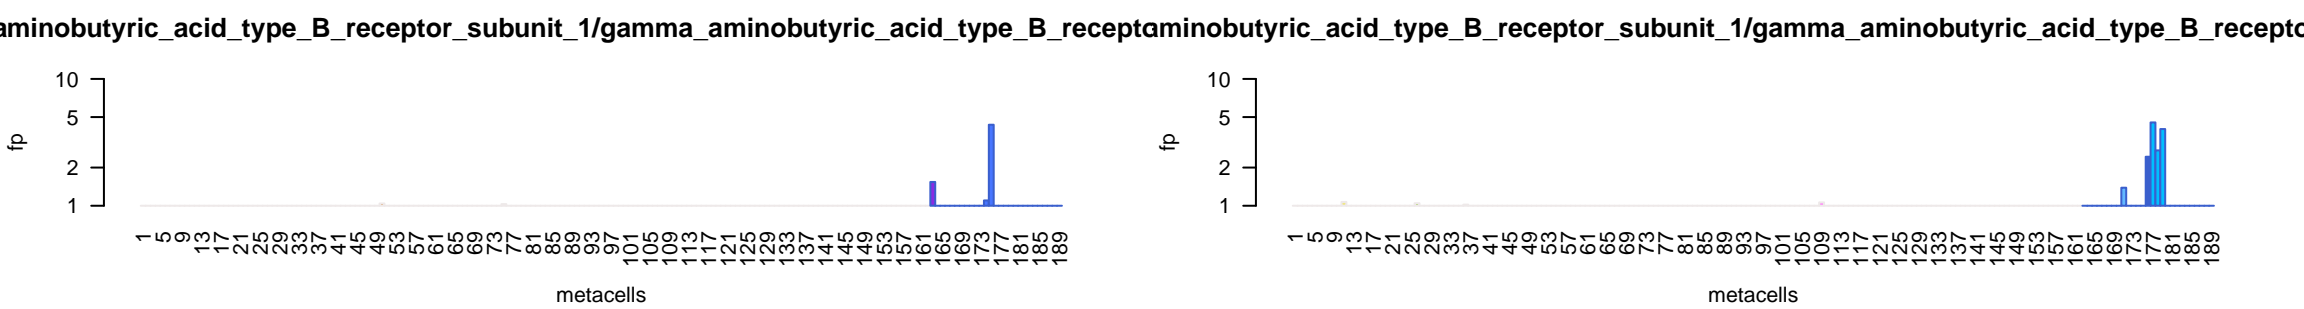 aminobutyric_acid_type_B_receptor_subunit_1/gamma_aminobutyric_acid_type_B_recept
aminobutyric_acid_type_B_receptor_subunit_1/gamma_aminobutyric_acid_type_B_recepto
fp
10
5
2
1
1 5 9 13 17 21 25 29 33 37 41 45 49 53 57 61 65 69 73 77 81 85 89 93 97 101 105 109 113 117 121 125 129 133 137 141 145 149 153 157 161 165 169 173 177 181 185 189
metacells
fp
10
5
2
1
1 5 9 13 17 21 25 29 33 37 41 45 49 53 57 61 65 69 73 77 81 85 89 93 97 101 105 109 113 117 121 125 129 133 137 141 145 149 153 157 161 165 169 173 177 181 185 189
metacells